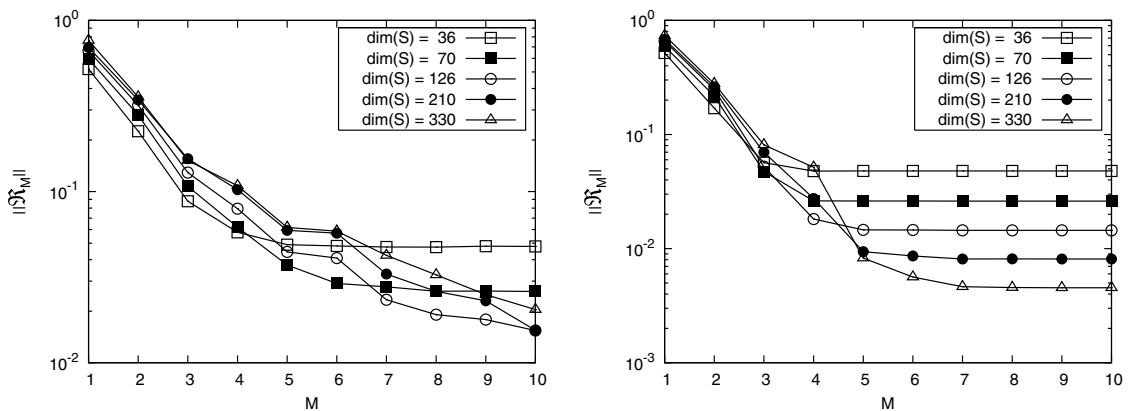 10^0
10^-1
10^-2
||ℜ_M||
1 2 3 4 5 6 7 8 9 10
M
dim(S) = 36
dim(S) = 70
dim(S) = 126
dim(S) = 210
dim(S) = 330
10^0
10^-1
10^-2
10^-3
||ℜ_M||
1 2 3 4 5 6 7 8 9 10
M
dim(S) = 36
dim(S) = 70
dim(S) = 126
dim(S) = 210
dim(S) = 330